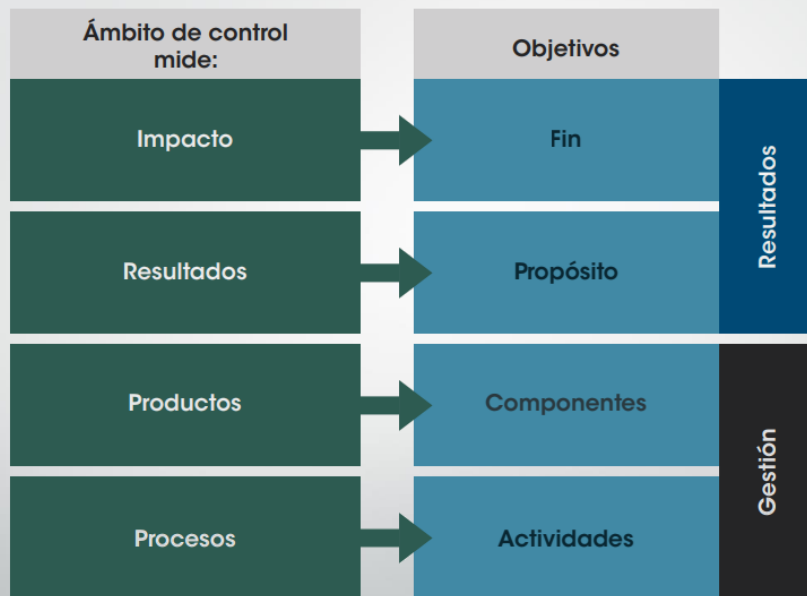 Ámbito de control
mide:
Objetivos
Impacto
Fin
Resultados
Propósito
Resultados
Productos
Componentes
Procesos
Actividades
Gestión